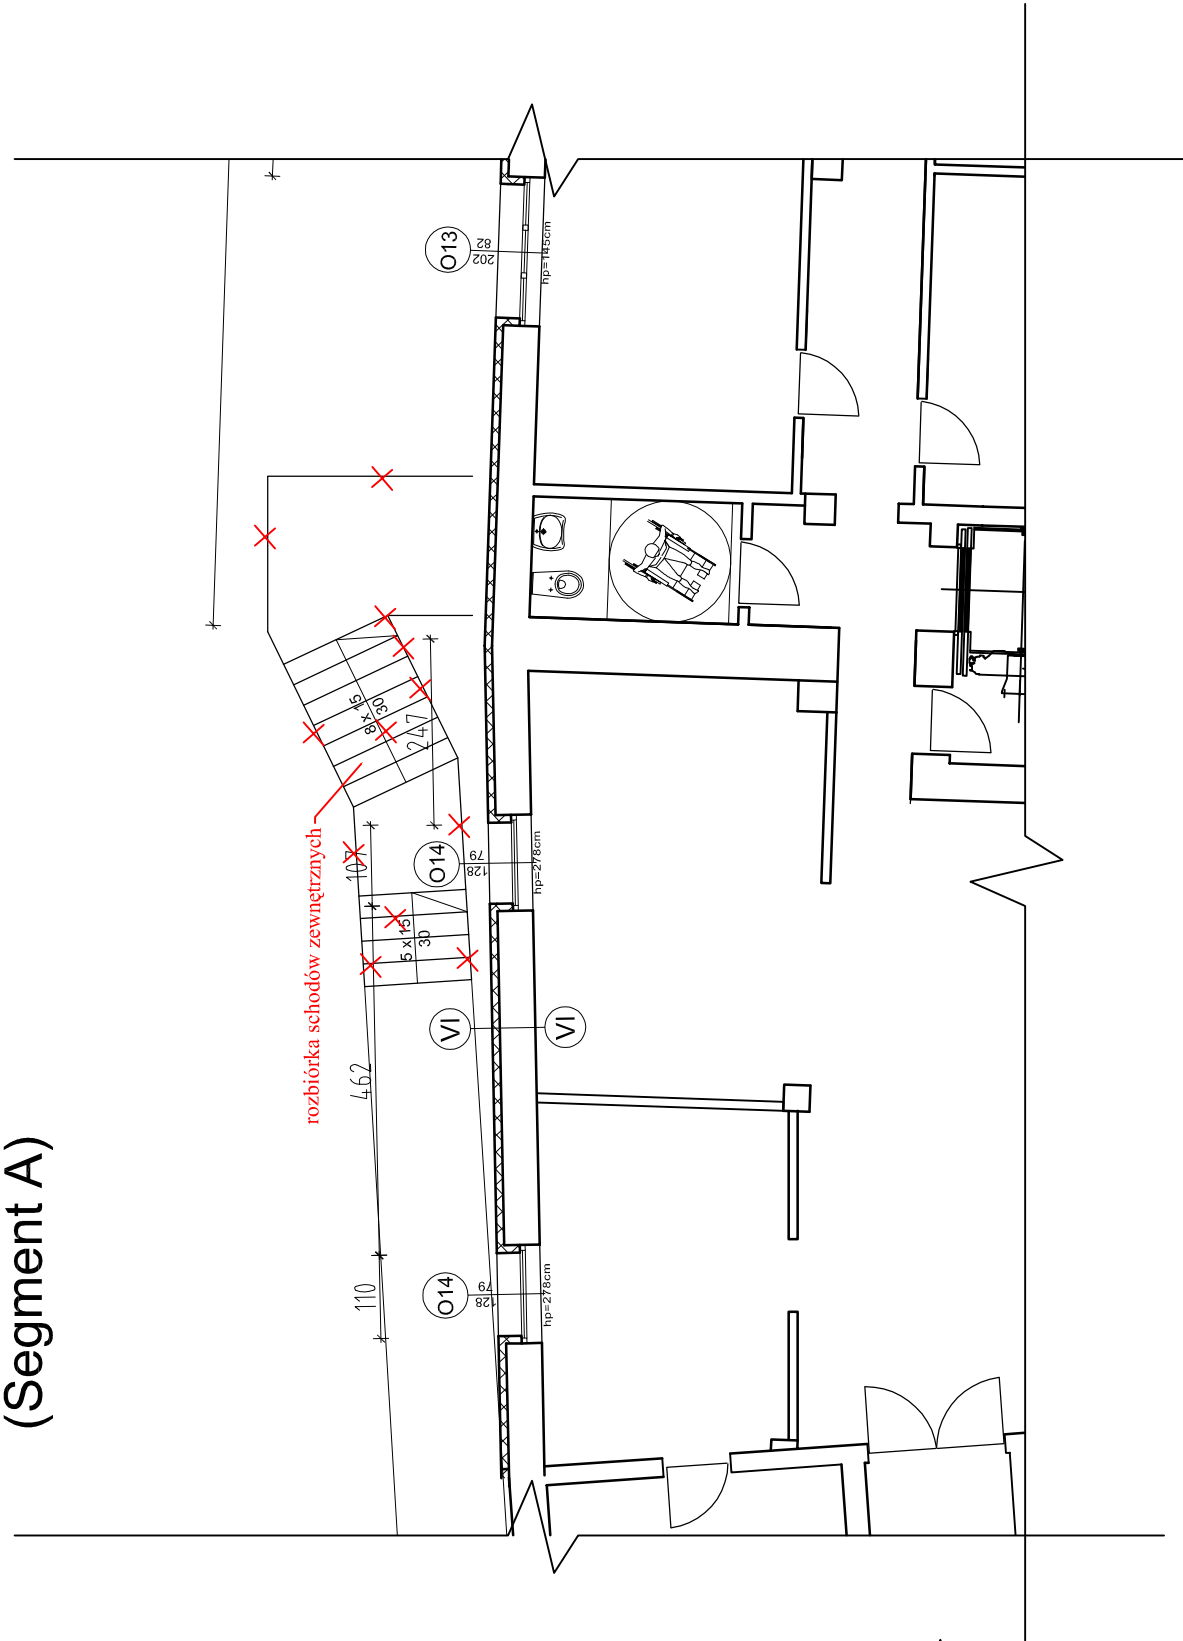 (Segment A)
O13
82
202
hp=145cm
8 x 15
30
247
rozbiórka schodów zewnętrznych
107
O14
79
128
hp=278cm
5 x 15
30
VI
VI
462
110
O14
79
128
hp=278cm